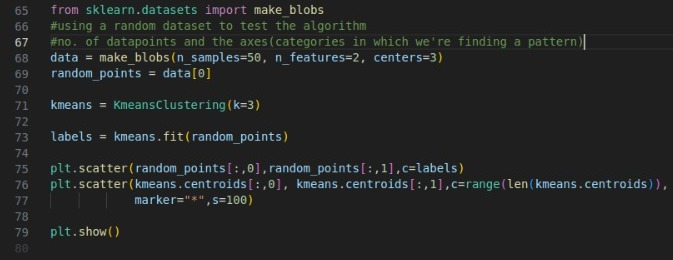 65 from sklearn.datasets import make_blobs
66 #using a random dataset to test the algorithm
67 #no. of datapoints and the axes(categories in which we're finding a pattern)
68 data = make_blobs(n_samples=50, n_features=2, centers=3)
69 random_points = data[0]
70
71 kmeans = KmeansClustering(k=3)
72
73 labels = kmeans.fit(random_points)
74
75 plt.scatter(random_points[:,0],random_points[:,1],c=labels)
76 plt.scatter(kmeans.centroids[:,0], kmeans.centroids[:,1],c=range(len(kmeans.centroids)),
77             marker="*",s=100)
78
79 plt.show()
80